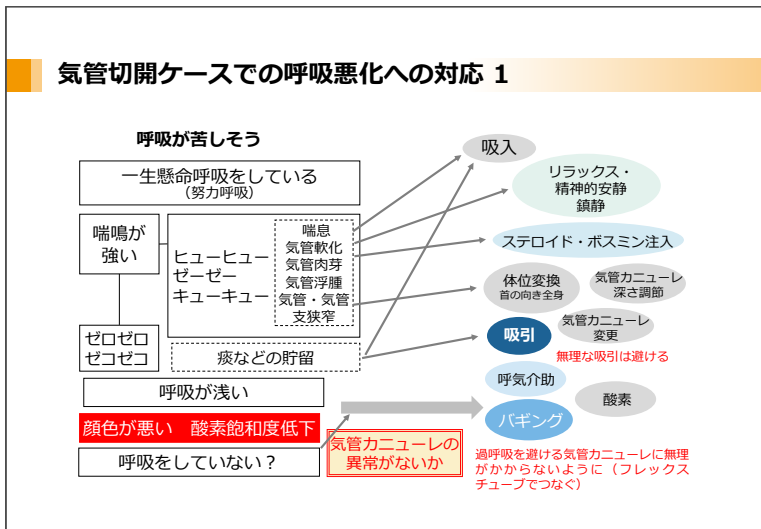 気管切開ケースでの呼吸悪化への対応 1
呼吸が苦しそう
一生懸命呼吸をしている
(努力呼吸)
喘鳴が
強い
ヒューヒュー
ゼーゼー
キューキュー
喘息
気管軟化
気管肉芽
気管浮腫
気管・気管
支狭窄
ゼロゼロ
ゼコゼコ
痰などの貯留
呼吸が浅い
顔色が悪い 酸素飽和度低下
呼吸をしていない?
気管カニューレの
異常がないか
吸入
リラックス・
精神的安静
鎮静
ステロイド・ボスミン注入
体位変換
首の向き全身
気管カニューレ
深さ調節
吸引
気管カニューレ
変更
無理な吸引は避ける
呼気介助
酸素
バギング
過呼吸を避ける気管カニューレに無理
がかからないように(フレックス
チューブでつなぐ)